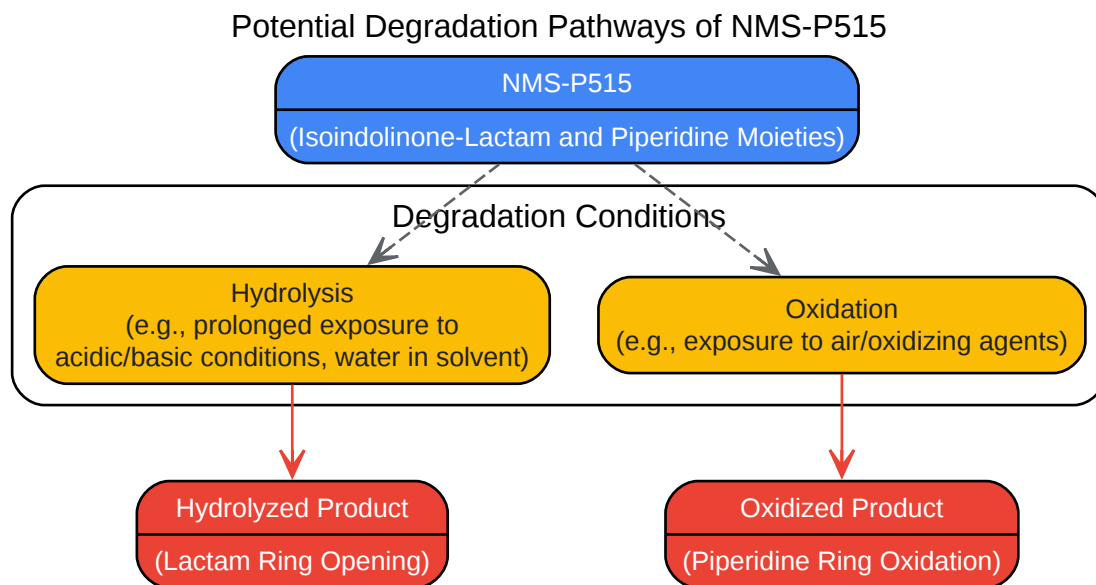 Potential Degradation Pathways of NMS-P515
NMS-P515
(Isoindolinone-Lactam and Piperidine Moieties)
Degradation Conditions
Hydrolysis
(e.g., prolonged exposure to
acidic/basic conditions, water in solvent)
Oxidation
(e.g., exposure to air/oxidizing agents)
Hydrolyzed Product
(Lactam Ring Opening)
Oxidized Product
(Piperidine Ring Oxidation)